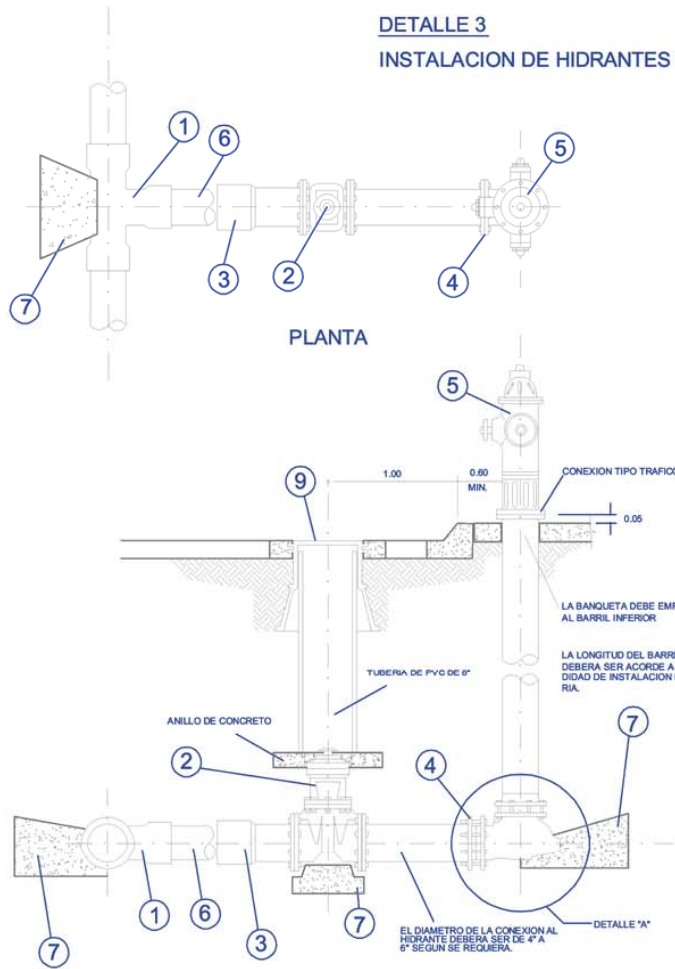 DETALLE 3
INSTALACION DE HIDRANTES
1
6
5
7
3
2
4
PLANTA
5
1.00
0.60
MIN.
CONEXION TIPO TRAFICO
9
0.05
LA BANQUETA DEBE
AL BARRIL INFERIOR
LA LONGITUD DEL
DEBERA SER ACORDE A
DIDAD DE INSTALACION
RIA.
TUBERIA DE PVC DE 8"
ANILLO DE CONCRETO
2
4
7
7
1
6
3
7
EL DIAMETRO DE LA CONEXION AL
HIDRANTE DEBERA SER DE 4" A
6" SEGUN SE REQUIERA.
DETALLE "A"